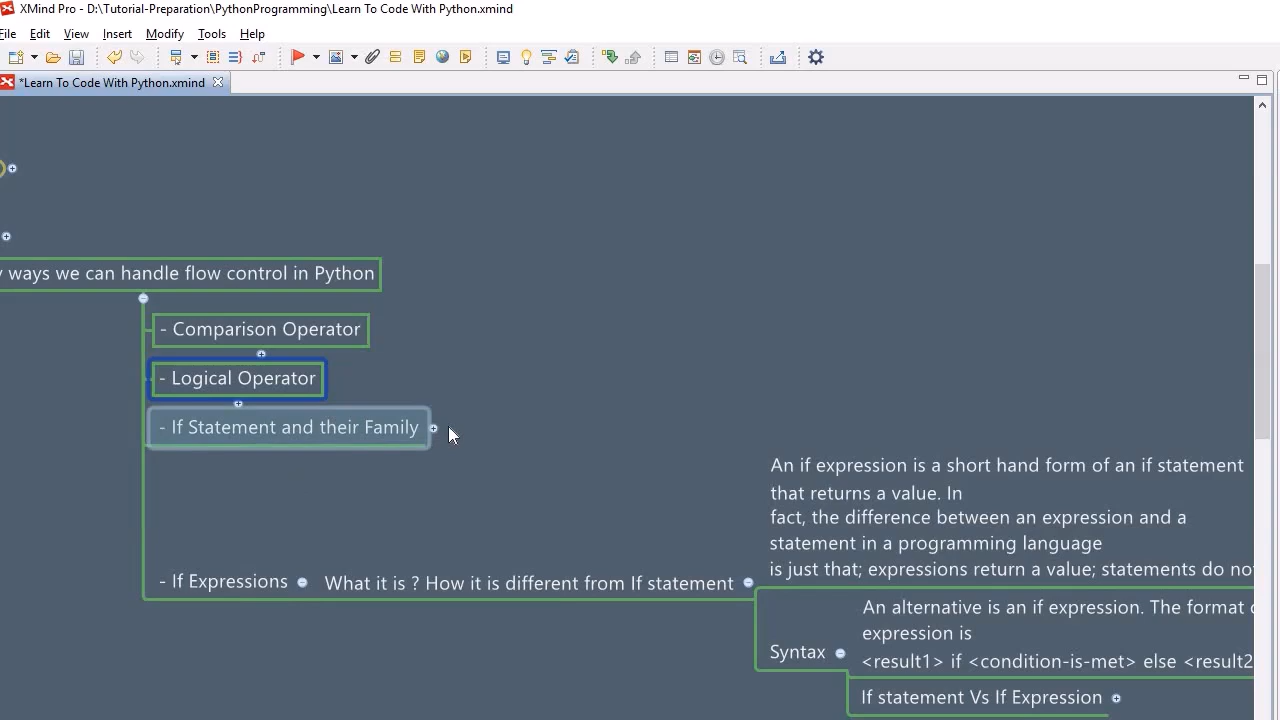 XMind Pro - D:\Tutorial-Preparation\PythonProgramming\Learn To Code With Python.xmind
File Edit View Insert Modify Tools Help
*Learn To Code With Python.xmind
ways we can handle flow control in Python
- Comparison Operator
- Logical Operator
- If Statement and their Family
An if expression is a short hand form of an if statement
that returns a value. In
fact, the difference between an expression and a
statement in a programming language
is just that; expressions return a value; statements do no
- If Expressions
What it is ? How it is different from If statement
An alternative is an if expression. The format
expression is
Syntax
<result1> if <condition-is-met> else <result2
If statement Vs If Expression